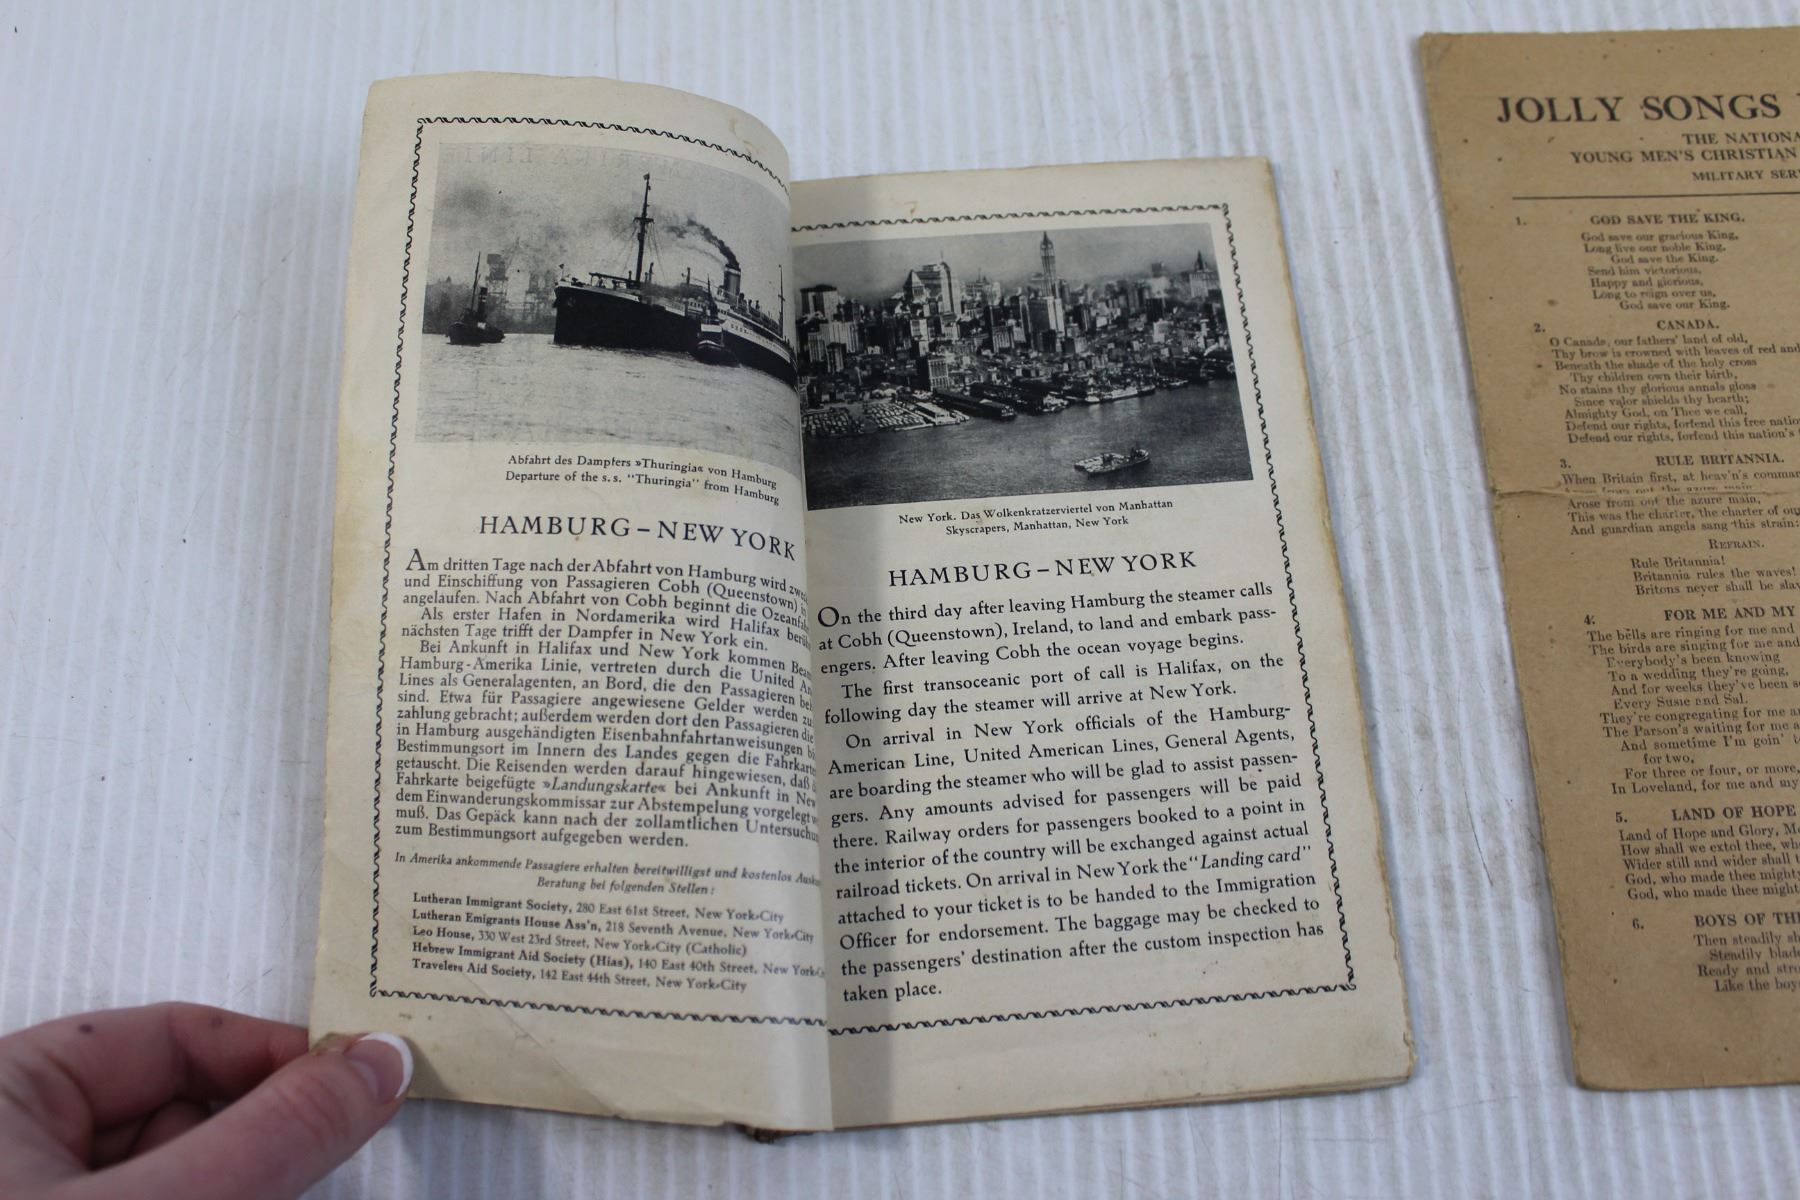 Abfahrt des Dampfers »Thuringia« von Hamburg
Departure of the s.s. "Thuringia" from Hamburg
HAMBURG – NEW YORK
Am dritten Tage nach der Abfahrt von Hamburg wird
und Einschiffung von Passagieren Cobh (Queenstown)
angelaufen. Nach Abfahrt von Cobh beginnt die
Als erster Hafen in Nordamerika wird Halifax
nächsten Tage trifft der Dampfer in New York ein.
Bei Ankunft in Halifax und New York kommen
Hamburg-Amerika Linie, vertreten durch die United
Lines als Generalagenten, an Bord, die den Passagieren
sind. Etwa für Passagiere angewiesene Gelder werden
zahlung gebracht; außerdem werden dort den Passagieren die
in Hamburg ausgehändigten Eisenbahnfahrtanweisungen
Bestimmungsort im Innern des Landes gegen die
getauscht. Die Reisenden werden darauf hingewiesen, daß
Fahrkarte beigefügte »Landungskarte« bei Ankunft in
dem Einwanderungskommissar zur Abstempelung vorgelegt
muß. Das Gepäck kann nach der zollamtlichen
zum Bestimmungsort aufgegeben werden.
In Amerika ankommende Passagiere erhalten bereitwilligst und kostenlos
Beratung bei folgenden Stellen:
Lutheran Immigrant Society, 280 East 61st Street, New York-City
Lutheran Emigrants House Ass'n, 218 Seventh Avenue, New York-City
Leo House, 330 West 23rd Street, New York-City (Catholic)
Hebrew Immigrant Aid Society (Hias), 140 East 40th Street, New York
Travelers Aid Society, 142 East 44th Street, New York-City
New York. Das Wolkenkratzerviertel von Manhattan
Skyscrapers, Manhattan, New York
HAMBURG – NEW YORK
On the third day after leaving Hamburg the steamer calls
at Cobh (Queenstown), Ireland, to land and embark pass-
engers. After leaving Cobh the ocean voyage begins.
The first transoceanic port of call is Halifax, on the
following day the steamer will arrive at New York.
On arrival in New York officials of the Hamburg-
American Line, United American Lines, General Agents,
are boarding the steamer who will be glad to assist passen-
gers. Any amounts advised for passengers will be paid
there. Railway orders for passengers booked to a point in
the interior of the country will be exchanged against actual
railroad tickets. On arrival in New York the "Landing card"
attached to your ticket is to be handed to the Immigration
Officer for endorsement. The baggage may be checked to
the passengers' destination after the custom inspection has
taken place.
JOLLY SONGS
THE NATIONA
YOUNG MEN'S CHRISTIAN
MILITARY SER
1. GOD SAVE THE KING.
God save our gracious King,
Long live our noble King,
God save the King.
Send him victorious,
Happy and glorious,
Long to reign over us,
God save our King.
2. CANADA.
O Canada, our fathers' land of old,
Thy brow is crowned with leaves of red and
Beneath the shade of the holy cross
Thy children own their birth,
No stains thy glorious annals gloss
Since valor shields thy hearth;
Almighty God, on Thee we call,
Defend our rights, forfend this free natio
Defend our rights, forfend this nation's
3. RULE BRITANNIA.
When Britain first, at heav'n's comman
Arose from out the azure main,
This was the charter, the charter of ou
And guardian angels sang this strain:
REFRAIN.
Rule Britannia!
Britannia rules the waves!
Britons never shall be slav
4. FOR ME AND MY
The bells are ringing for me and
The birds are singing for me and
Everybody's been knowing
To a wedding they're going,
And for weeks they've been s
Every Susie and Sal.
They're congregating for me a
The Parson's waiting for me a
And sometime I'm goin' t
for two,
For three or four, or more,
In Loveland, for me and my
5. LAND OF HOPE
Land of Hope and Glory, M
How shall we extol thee, wh
Wider still and wider shall t
God, who made thee mighty
God, who made thee might
6. BOYS OF TH
Then steadily sh
Steadily blad
Ready and stro
Like the boy